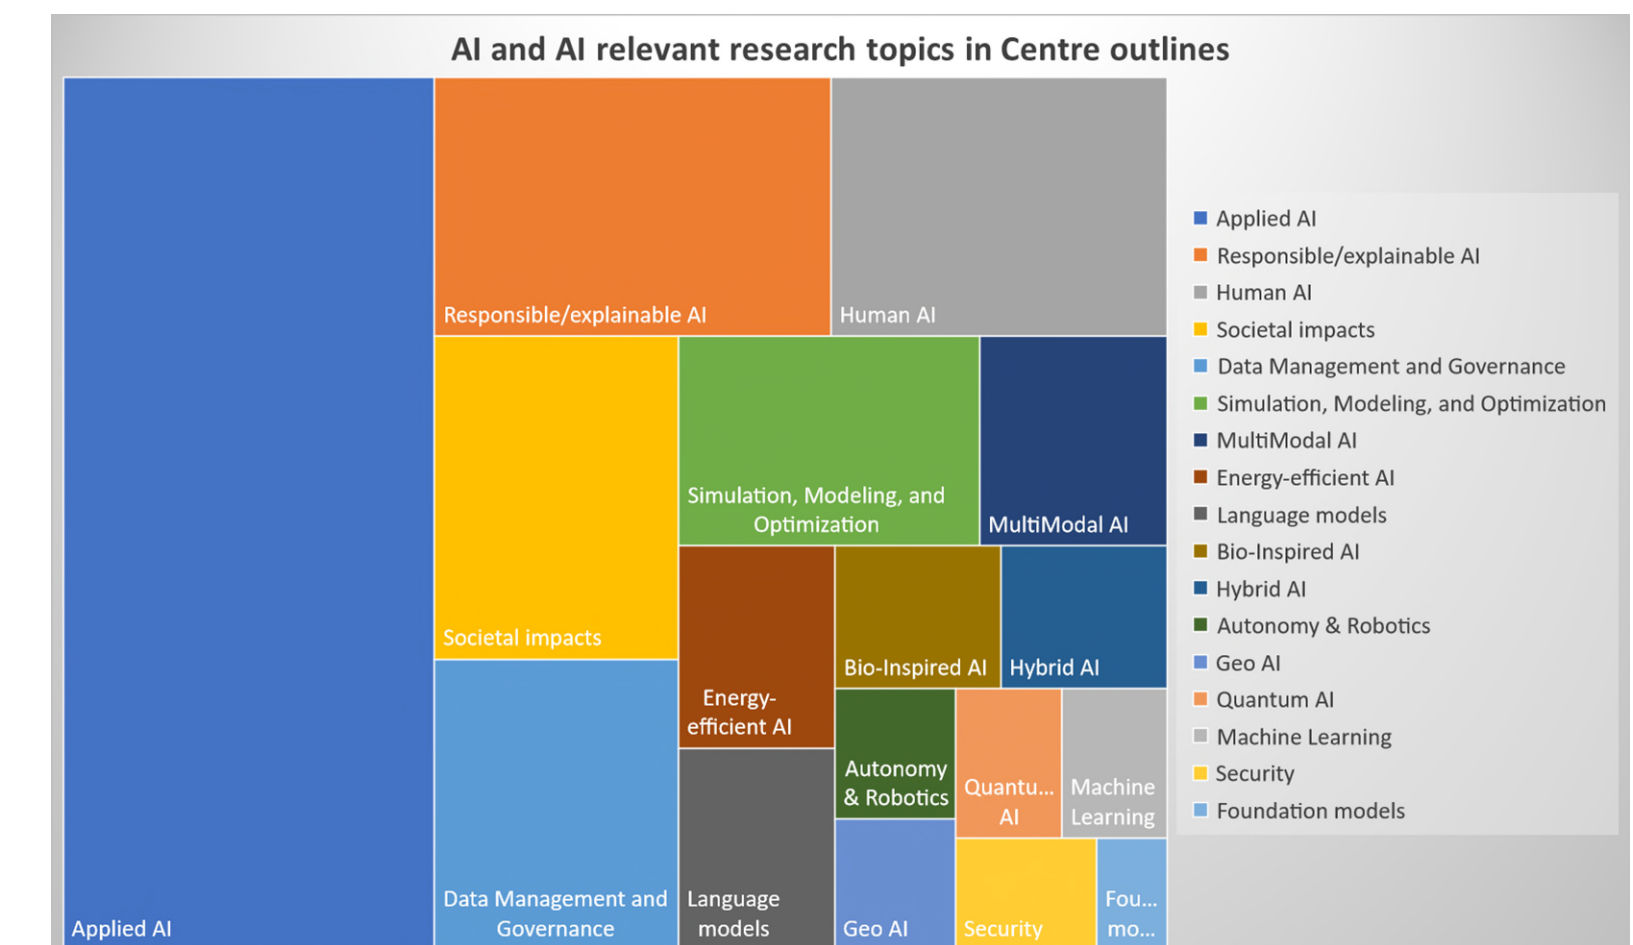 AI and AI relevant research topics in Centre outlines
Responsible/explainable AI
Human AI
Simulation, Modeling, and
Optimization
MultiModal AI
Societal impacts
Bio-Inspired AI
Hybrid AI
Energy-
efficient AI
Autonomy
& Robotics
Quantu...
AI
Machine
Learning
Applied AI
Data Management and
Governance
Language
models
Geo AI
Security
Fou...
mo...
Applied AI
Responsible/explainable AI
Human AI
Societal impacts
Data Management and Governance
Simulation, Modeling, and Optimization
MultiModal AI
Energy-efficient AI
Language models
Bio-Inspired AI
Hybrid AI
Autonomy & Robotics
Geo AI
Quantum AI
Machine Learning
Security
Foundation models